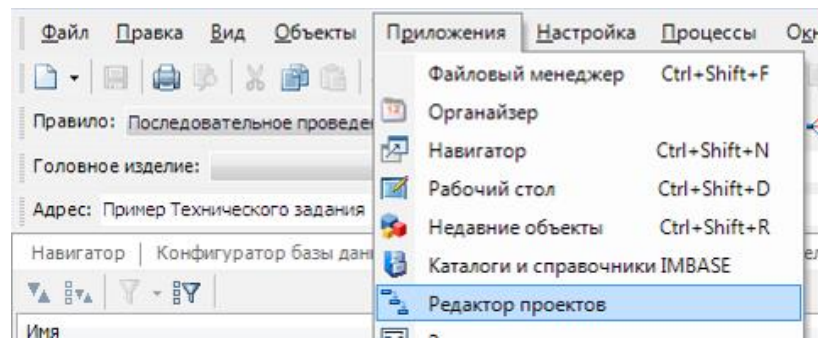 Файл Правка Вид Объекты Приложения Настройка Процессы
Файловый менеджер Ctrl+Shift+F
Правило: Последовательное Органайзер
Навигатор Ctrl+Shift+N
Головное изделие:
Рабочий стол Ctrl+Shift+D
Адрес: Пример Технического задания
Недавние объекты Ctrl+Shift+R
Навигатор Конфигуратор базы
Каталоги и справочники IMBASE
Редактор проектов
Имя